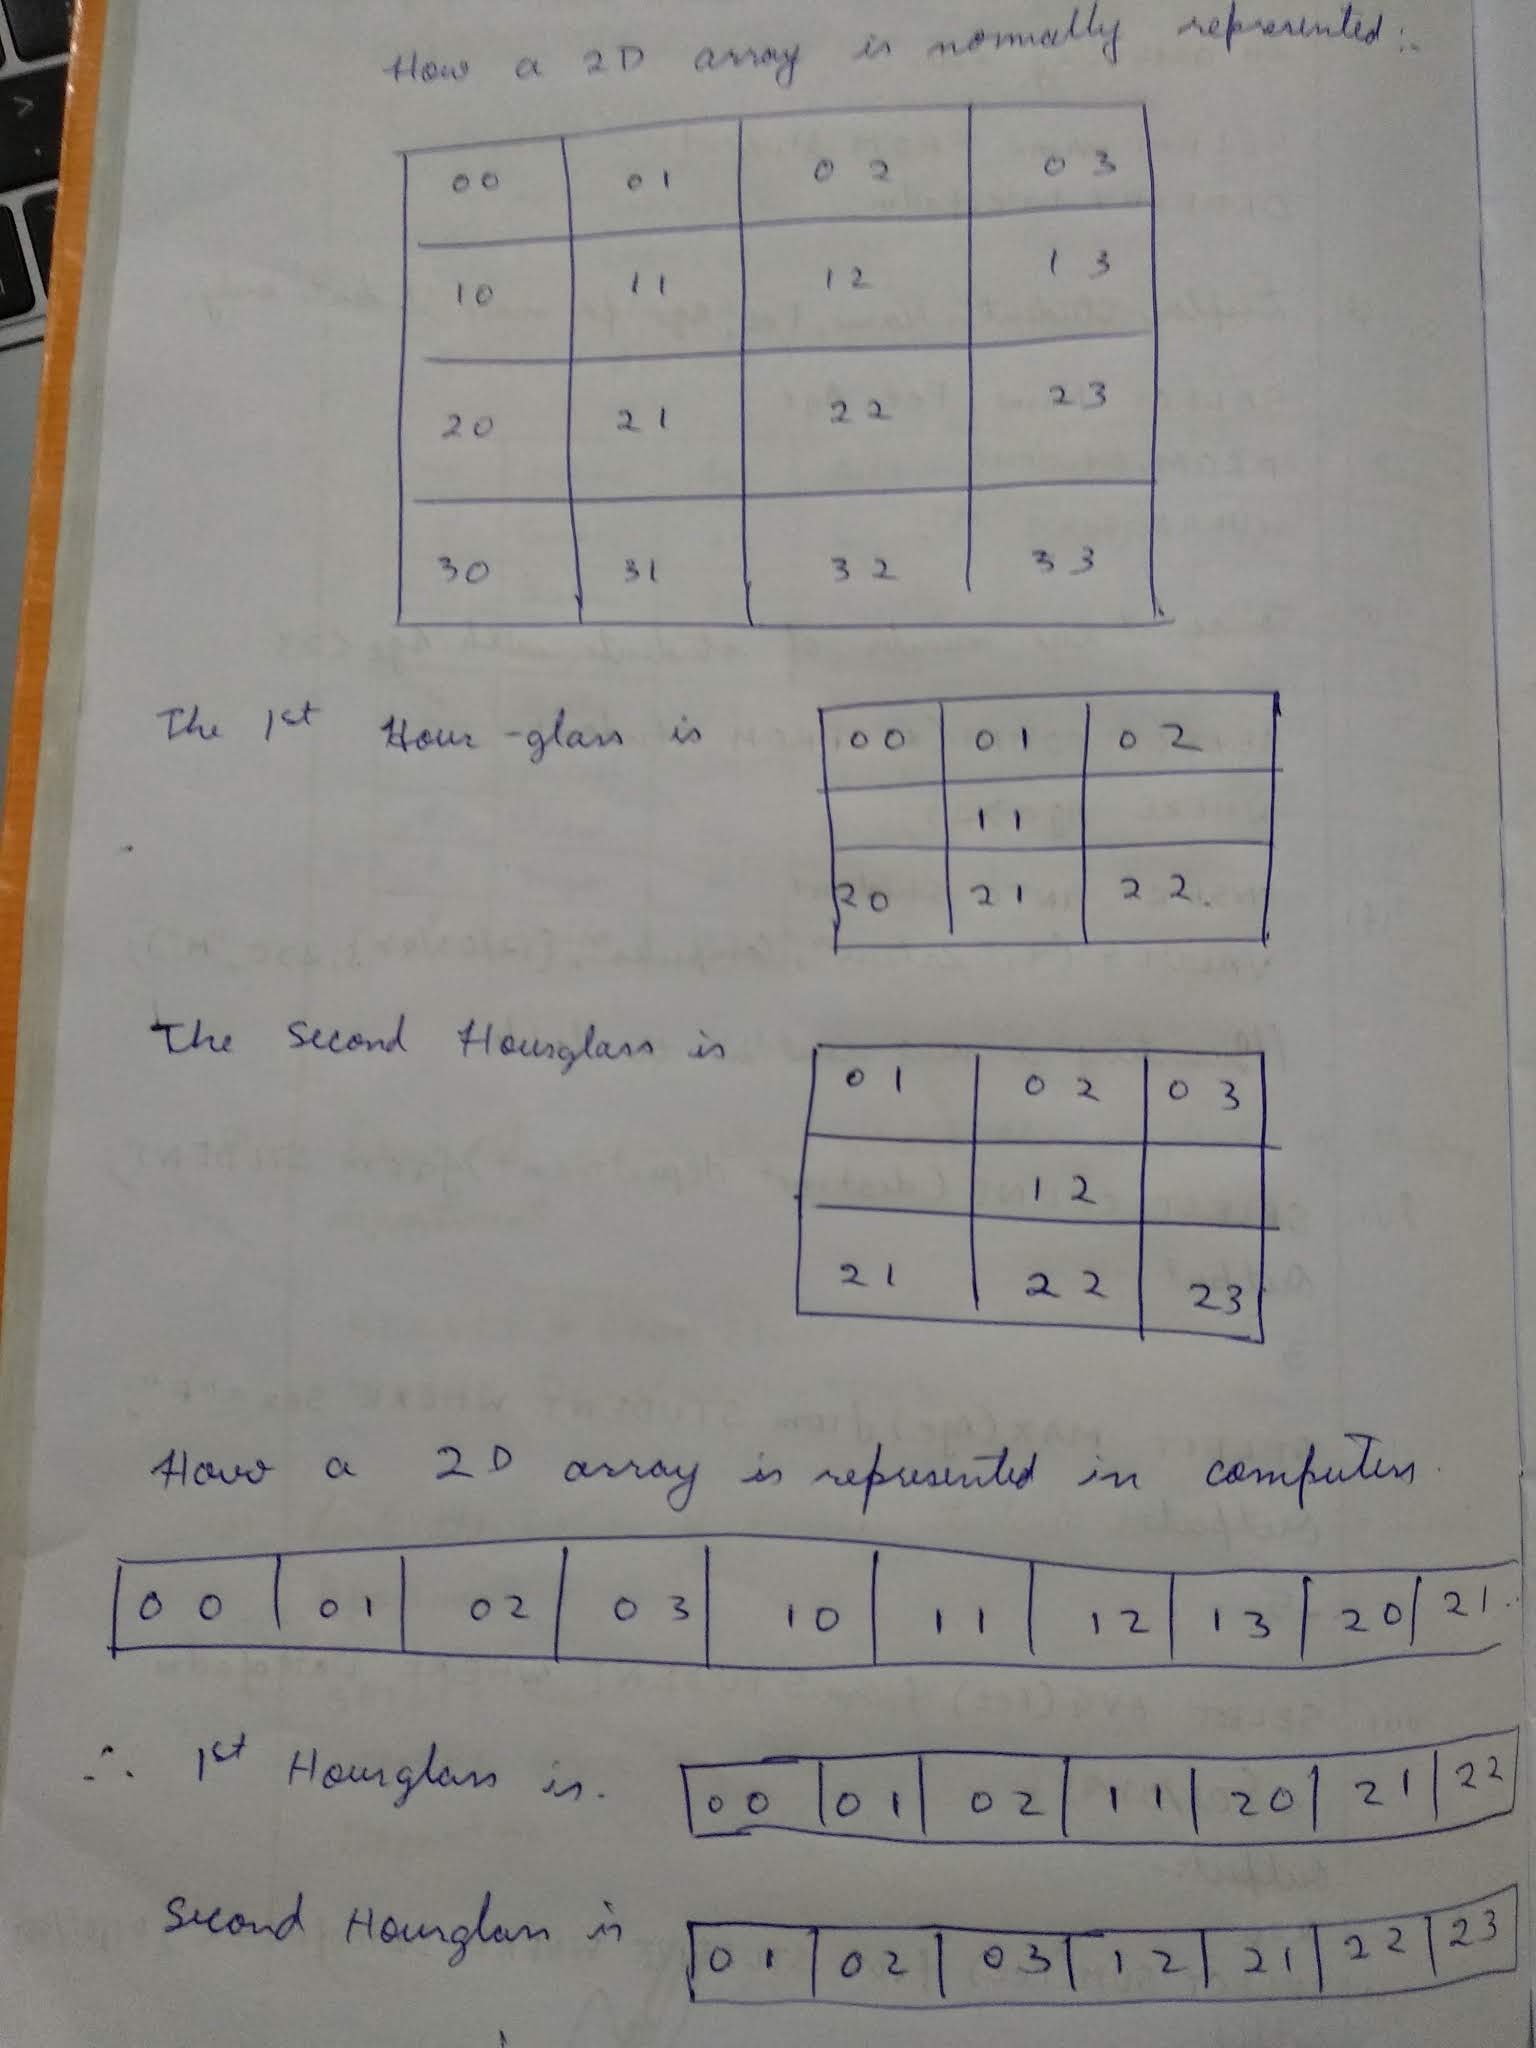 How a 2D array is normally represented:.
00 01 02 03
10 11 12 13
20 21 22 23
30 31 32 33
The 1st Hour-glass is
00 01 02
11
20 21 22.
The Second Hourglass is
01 02 03
12
21 22 23
How a 2D array is represented in computers.
00 01 02 03 10 11 12 13 20 21..
∴ 1st Hourglass is.
00 01 02 11 20 21 22
Second Hourglass is
01 02 03 12 21 22 23